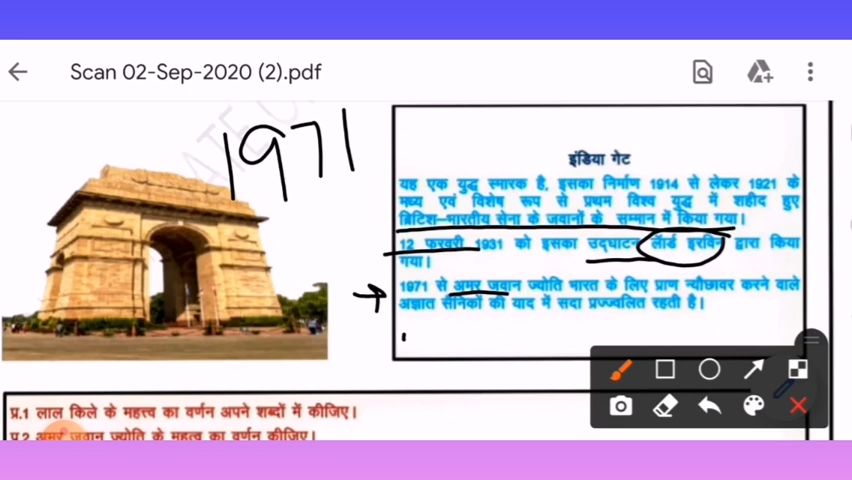 Scan 02-Sep-2020 (2).pdf
1971
इंडिया गेट
यह एक युद्ध स्मारक है, इसका निर्माण 1914 से लेकर 1921 के
मध्य एवं विशेष रूप से प्रथम विश्व युद्ध में शहीद हुए
ब्रिटिश-भारतीय सेना के जवानों के सम्मान में किया गया।
12 फरवरी 1931 को इसका उद्घाटन लॅार्ड इरविन द्वारा किया
गया।
1971 से अमर जवान ज्योति भारत के लिए प्राण न्यौछावर करने वाले
अज्ञात सैनिकों की याद में सदा प्रज्ज्वलित रहती है।
प्र.1 लाल किले के महत्त्व का वर्णन अपने शब्दों में कीजिए।
प्र.2 अमर जवान ज्योति के महत्व का वर्णन कीजिए।